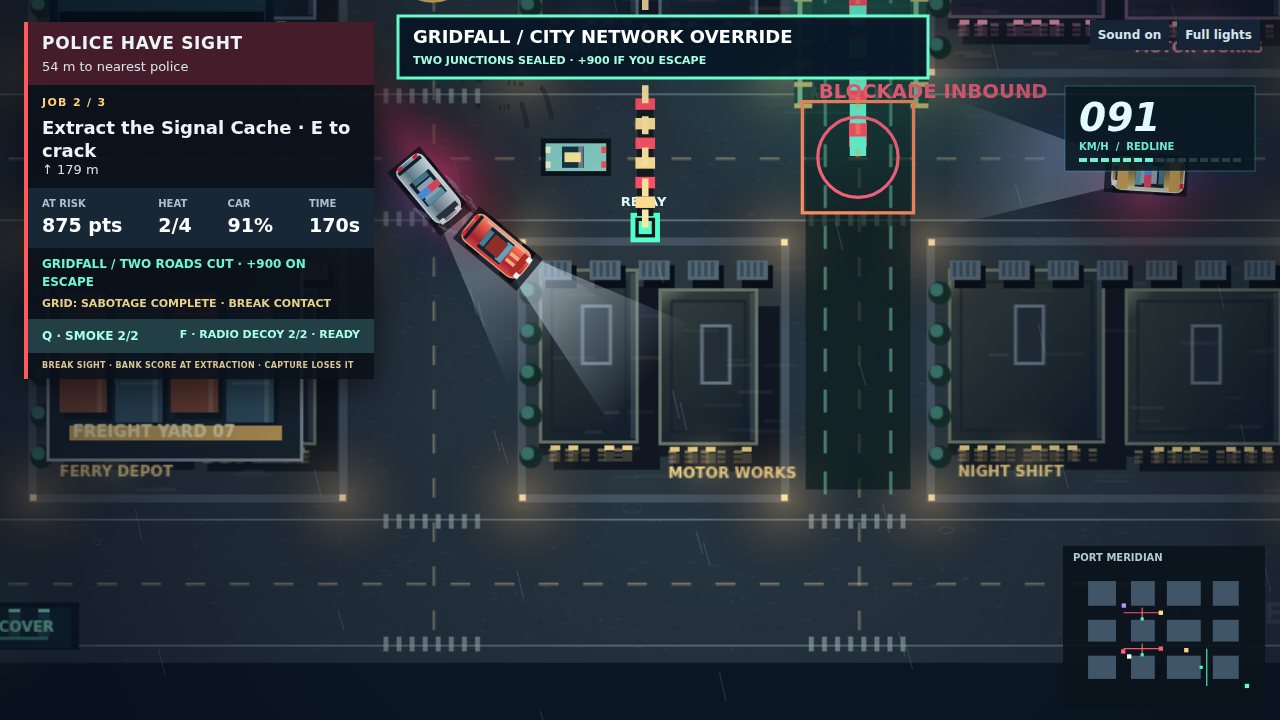 POLICE HAVE SIGHT
54 m to nearest police
JOB 2 / 3
Extract the Signal Cache · E to
crack
↑ 179 m
AT RISK HEAT CAR TIME
875 pts 2/4 91% 170s
GRIDFALL / TWO ROADS CUT · +900 ON
ESCAPE
GRID: SABOTAGE COMPLETE · BREAK CONTACT
Q · SMOKE 2/2 F · RADIO DECOY 2/2 · READY
BREAK SIGHT · BANK SCORE AT EXTRACTION · CAPTURE LOSES IT
GRIDFALL / CITY NETWORK OVERRIDE
TWO JUNCTIONS SEALED · +900 IF YOU ESCAPE
Sound on Full lights
MOTOR WORKS
BLOCKADE INBOUND
091
KM/H / REDLINE
RELAY
FREIGHT YARD 07
FERRY DEPOT
MOTOR WORKS
NIGHT SHIFT
PORT MERIDIAN
COVER